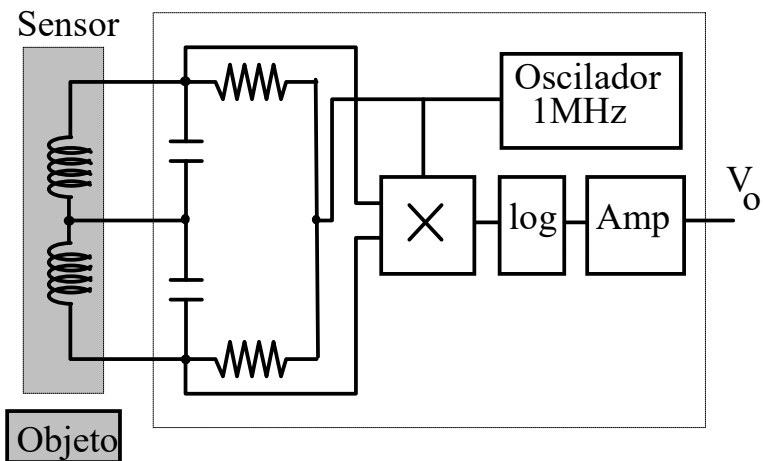 Sensor
Oscilador
1MHz
log
Amp
V
o
Objeto